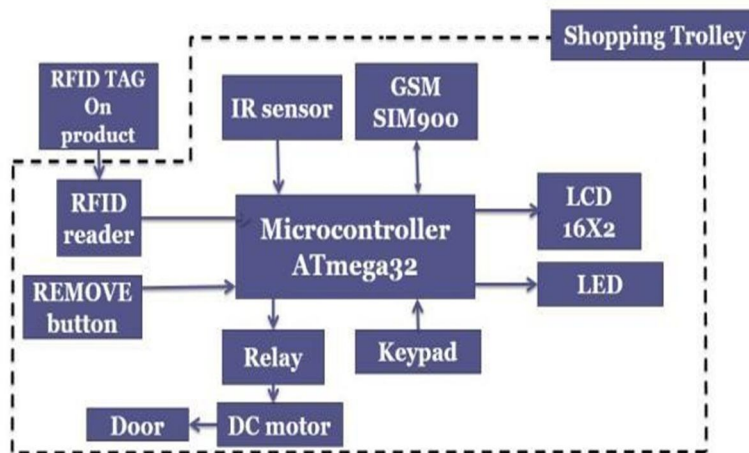 Shopping Trolley
RFID TAG
On
product
IR sensor
GSM
SIM900
RFID
reader
Microcontroller
ATmega32
LCD
16X2
REMOVE
button
LED
Relay
Keypad
Door
DC motor